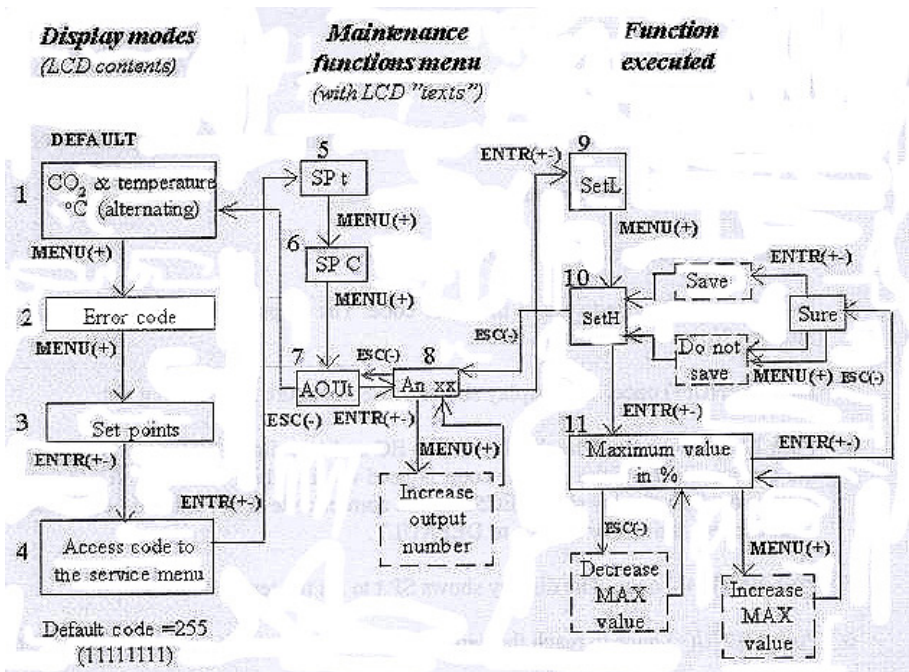 Display modes
(LCD contents)
Maintenance
functions menu
(with LCD "texts")
Function
executed
DEFAULT
1
CO2 & temperature
°C (alternating)
MENU(+)
2
Error code
MENU(+)
3
Set points
ENTR(+-)
4
Access code to
the service menu
Default code =255
(11111111)
ENTR(+-)
5
SP t
MENU(+)
6
SP C
MENU(+)
7
AOUt
ESC(-)
ESC(-)
ENTR(+-)
8
An xx
MENU(+)
Increase
output
number
ENTR(+-)
9
SetL
MENU(+)
10
SetH
ESC(-)
ENTR(+-)
Save
ENTR(+-)
Sure
Do not
save
MENU(+)
ESC(-)
11
Maximum value
in %
ENTR(+-)
ESC(-)
Decrease
MAX
value
MENU(+)
Increase
MAX
value